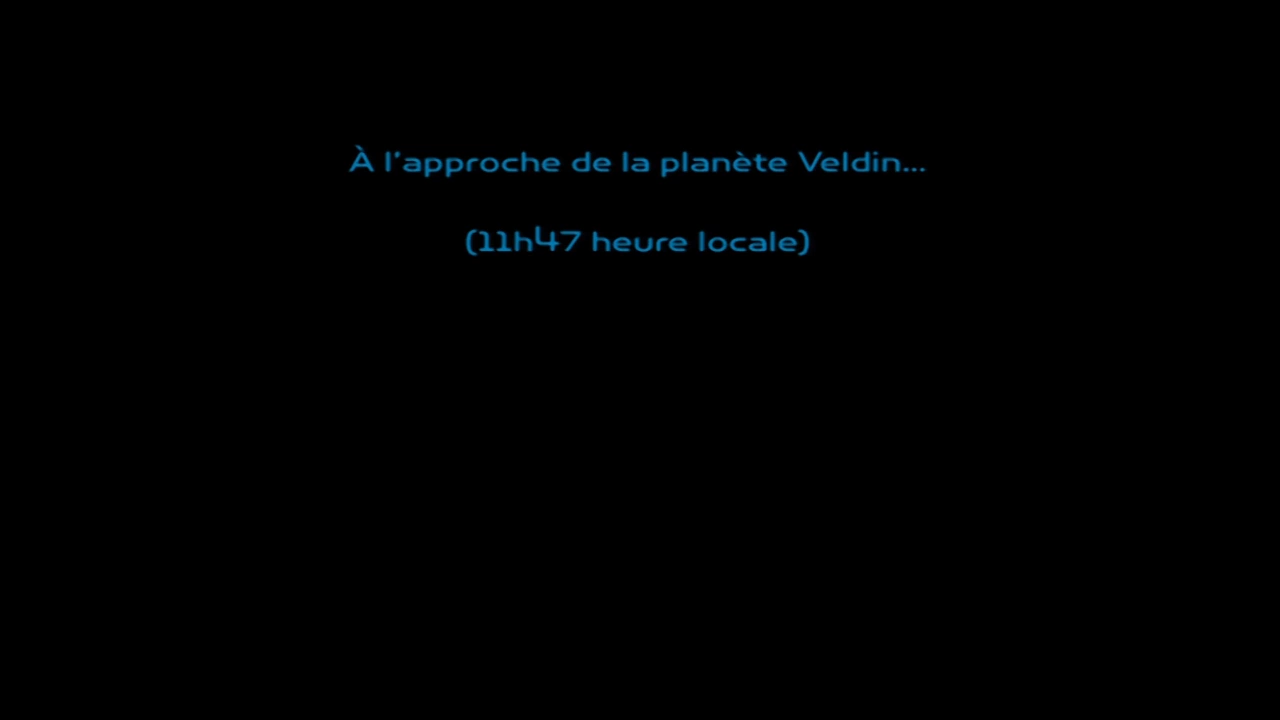 À l'approche de la planète Veldin...
(11h47 heure locale)